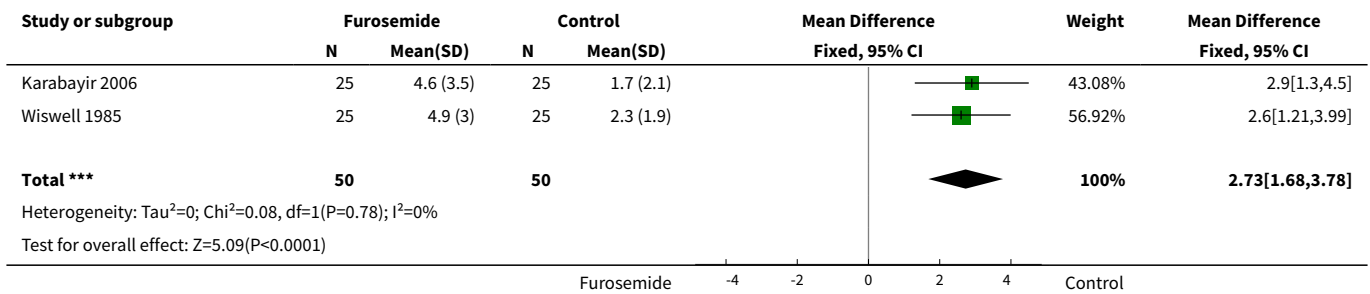 Study or subgroup Furosemide Control Mean Difference Weight Mean Difference
N Mean(SD) N Mean(SD) Fixed, 95% CI Fixed, 95% CI
Karabayir 2006 25 4.6 (3.5) 25 1.7 (2.1) 43.08% 2.9[1.3,4.5]
Wiswell 1985 25 4.9 (3) 25 2.3 (1.9) 56.92% 2.6[1.21,3.99]
Total *** 50 50 100% 2.73[1.68,3.78]
Heterogeneity: Tau²=0; Chi²=0.08, df=1(P=0.78); I²=0%
Test for overall effect: Z=5.09(P<0.0001)
Furosemide -4 -2 0 2 4 Control